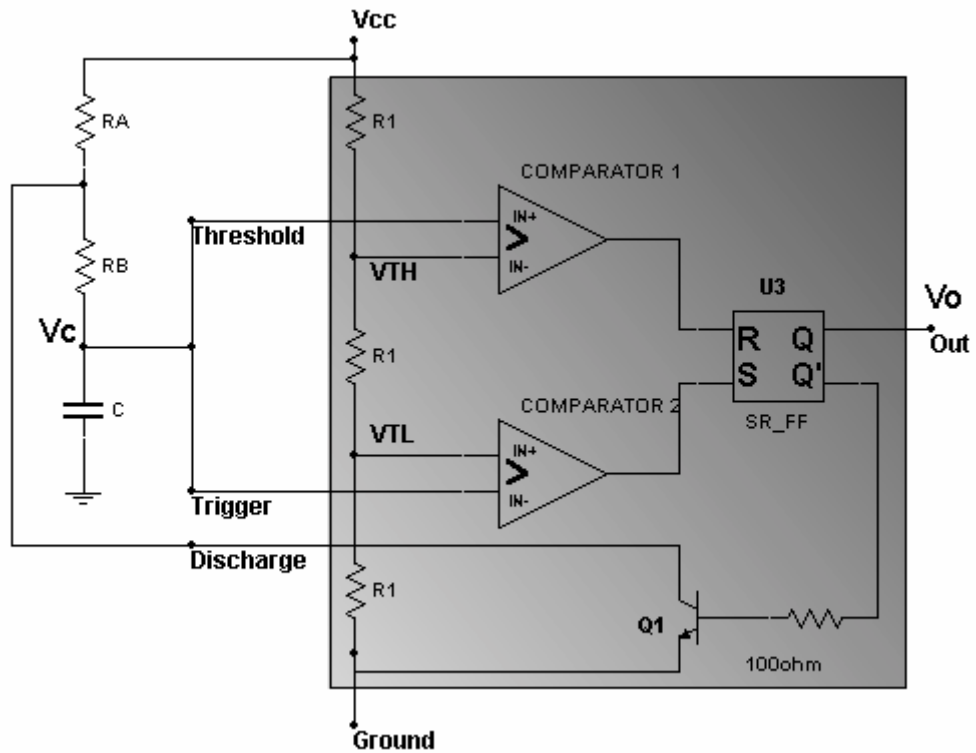 Vcc
RA
R1
COMPARATOR 1
IN+
>
IN-
Threshold
VTH
RB
U3
Vo
Out
Vc
R Q
S Q'
SR_FF
R1
C
COMPARATOR 2
VTL
IN+
>
IN-
Trigger
Discharge
R1
Q1
100ohm
Ground